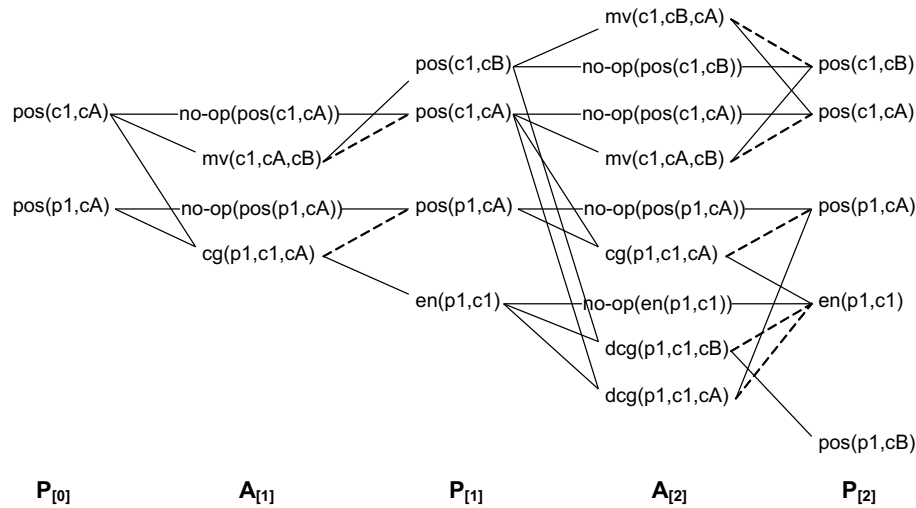 mv(c1,cB,cA)
pos(c1,cB) no-op(pos(c1,cB)) pos(c1,cB)
pos(c1,cA) no-op(pos(c1,cA)) pos(c1,cA) no-op(pos(c1,cA)) pos(c1,cA)
mv(c1,cA,cB) mv(c1,cA,cB)
pos(p1,cA) no-op(pos(p1,cA)) pos(p1,cA) no-op(pos(p1,cA)) pos(p1,cA)
cg(p1,c1,cA) cg(p1,c1,cA)
en(p1,c1) no-op(en(p1,c1)) en(p1,c1)
dcg(p1,c1,cB)
dcg(p1,c1,cA)
pos(p1,cB)
P[0] A[1] P[1] A[2] P[2]